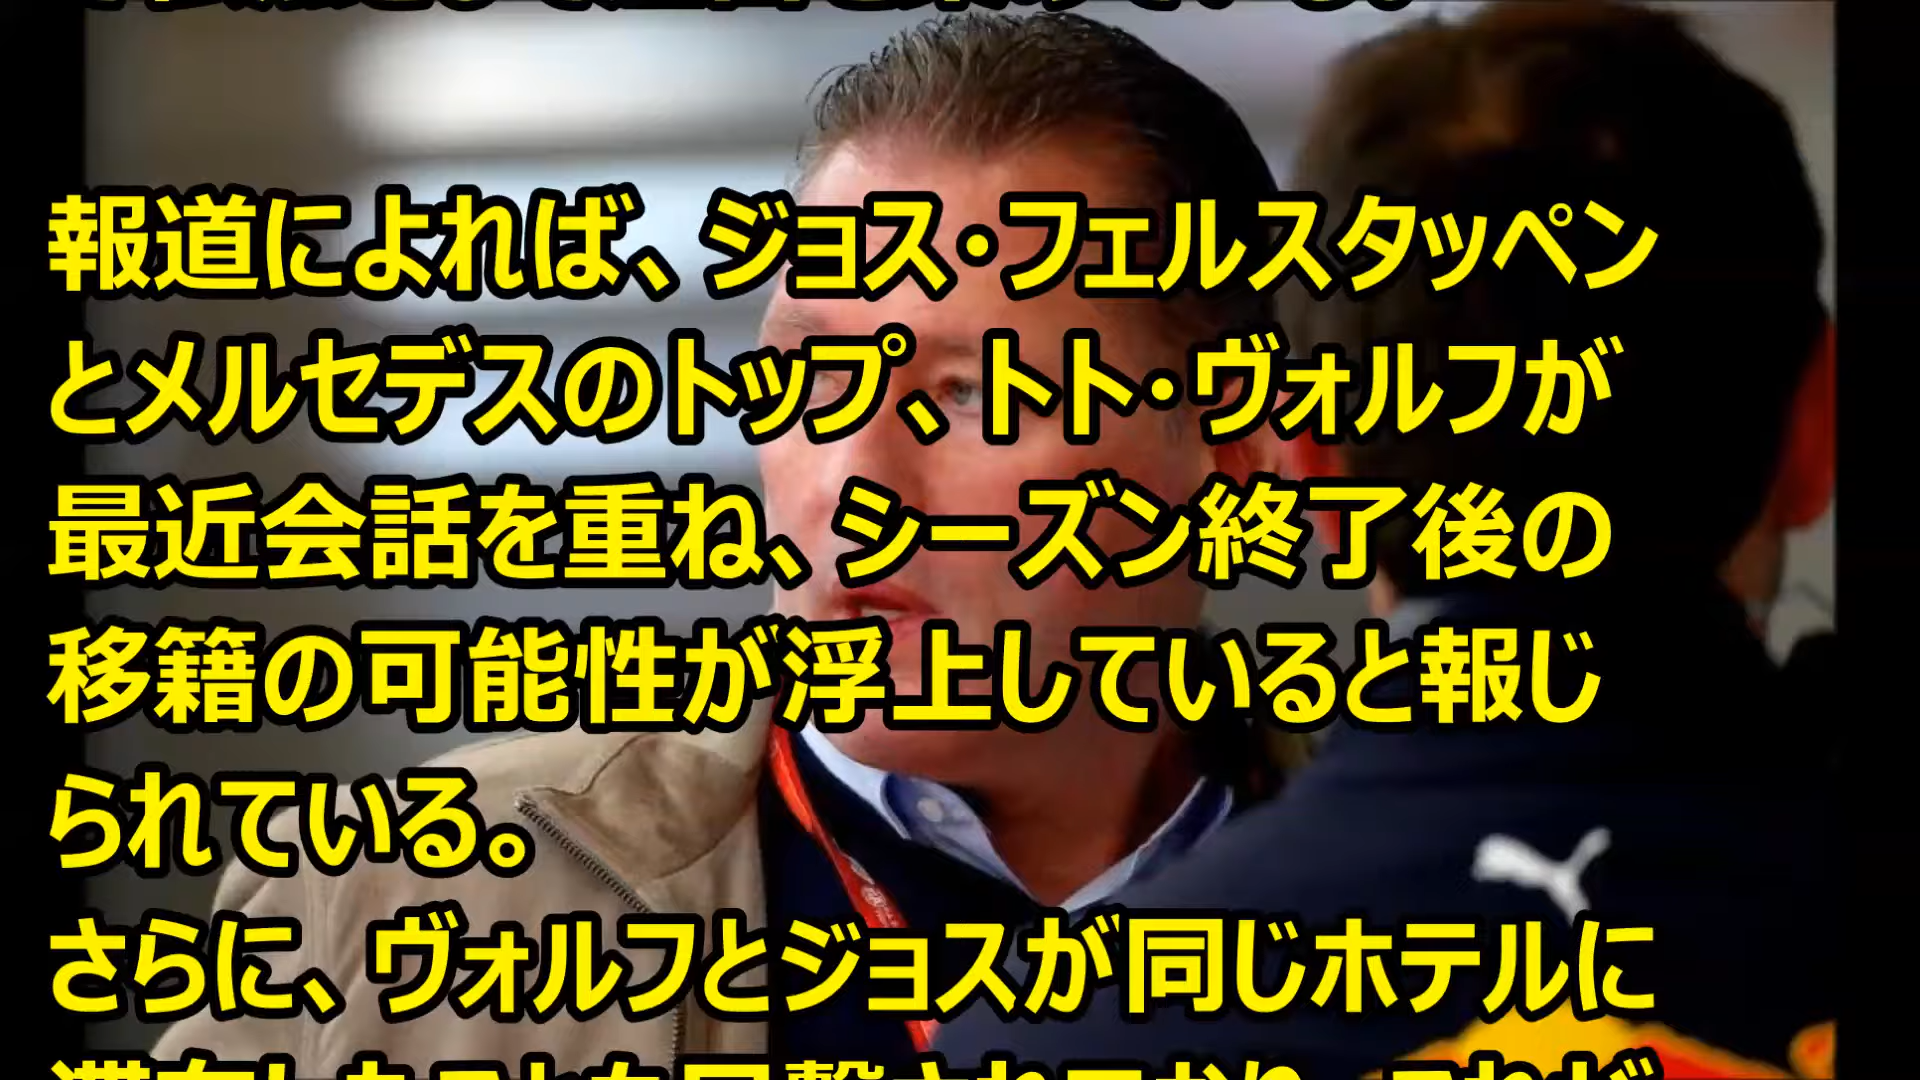 報道によれば、ジョス・フェルスタッペン
とメルセデスのトップ、トト・ヴォルフが
最近会話を重ね、シーズン終了後の
移籍の可能性が浮上していると報じ
られている。
さらに、ヴォルフとジョスが同じホテルに